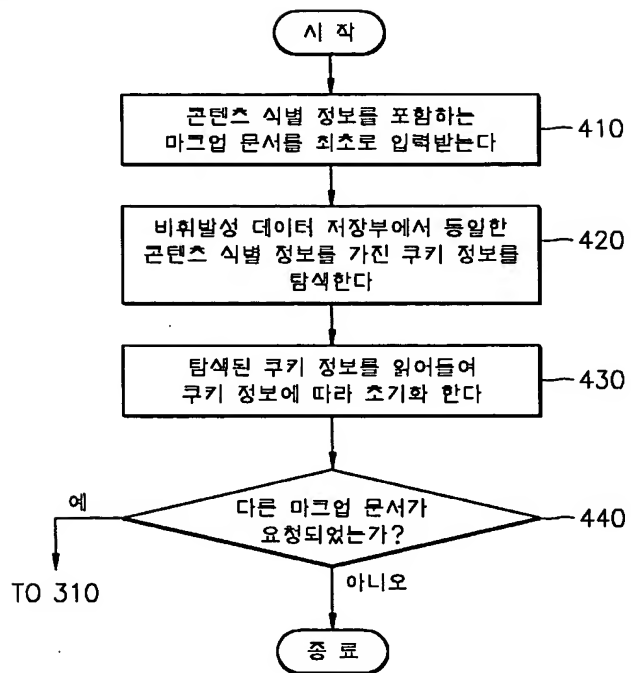 시 작
콘텐츠 식별 정보를 포함하는
마크업 문서를 최초로 입력받는다
410
비휘발성 데이터 저장부에서 동일한
콘텐츠 식별 정보를 가진 쿠키 정보를
탐색한다
420
탐색된 쿠키 정보를 읽어들여
쿠키 정보에 따라 초기화 한다
430
다른 마크업 문서가
요청되었는가?
440
예
TO 310
아니오
종 료